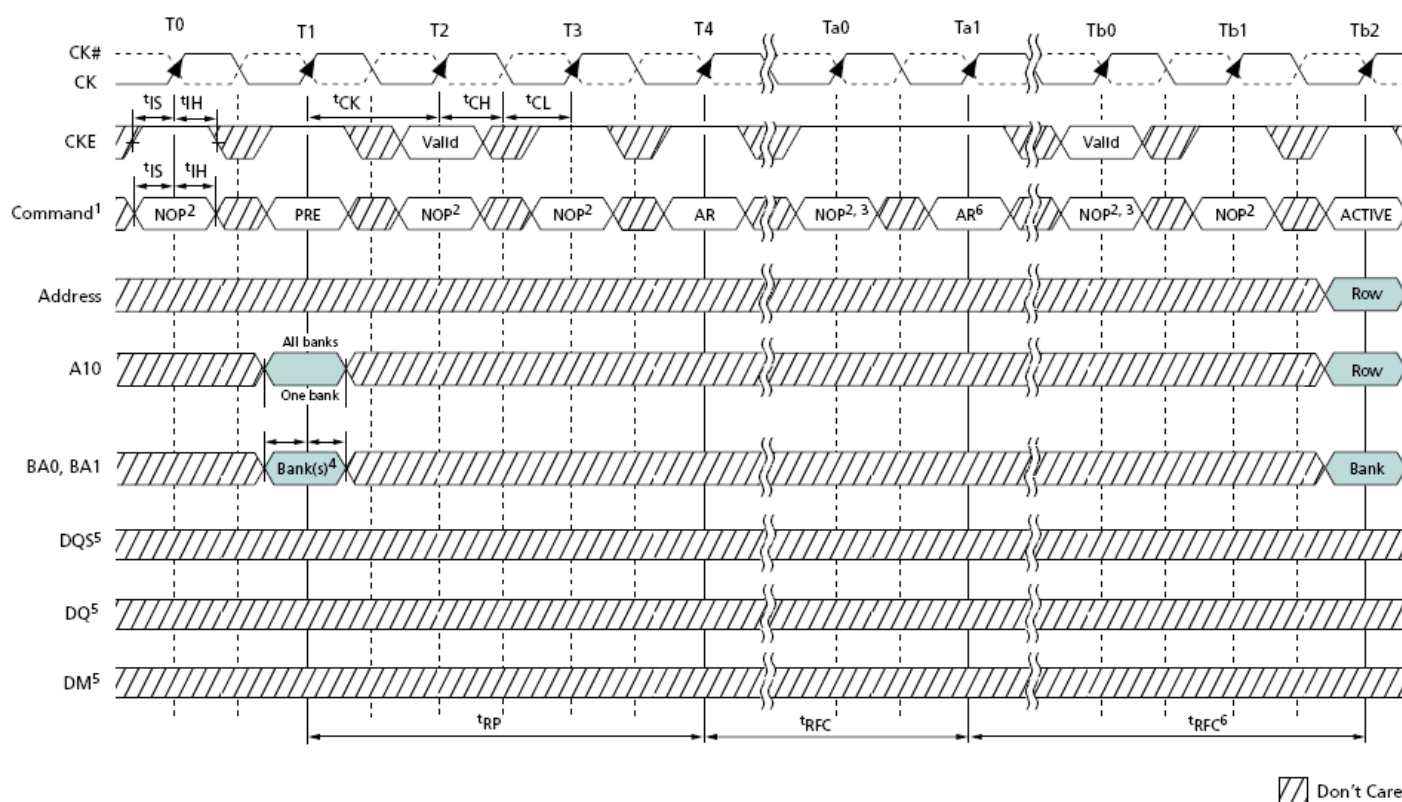 T0 T1 T2 T3 T4 Ta0 Ta1 Tb0 Tb1 Tb2
CK#
CK
tIS tIH tCK tCH tCL
CKE Valid Valid
tIS tIH
Command1 NOP2 PRE NOP2 NOP2 AR NOP2, 3 AR6 NOP2, 3 NOP2 ACTIVE
Address Row
All banks
A10 Row
One bank
BA0, BA1 Bank(s)4 Bank
DQS5
DQ5
DM5
tRP tRFC tRFC6
Don't Care